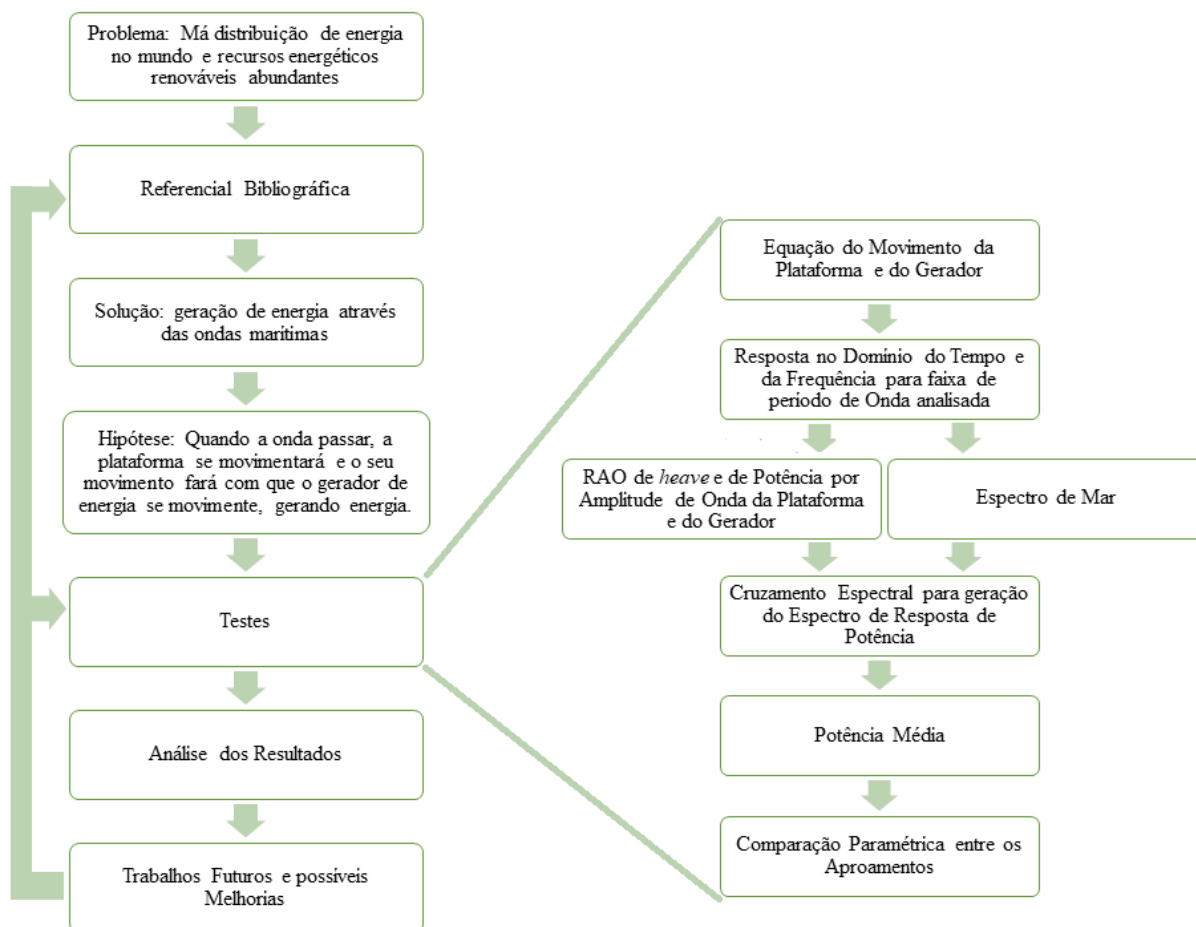 Problema: Má distribuição de energia
no mundo e recursos energéticos
renováveis abundantes
Referencial Bibliográfica
Solução: geração de energia através
das ondas marítimas
Hipótese: Quando a onda passar, a
plataforma se movimentará e o seu
movimento fará com que o gerador de
energia se movimente, gerando energia.
Testes
Análise dos Resultados
Trabalhos Futuros e possíveis
Melhorias
Equação do Movimento da
Plataforma e do Gerador
Resposta no Domínio do Tempo e
da Frequência para faixa de
periodo de Onda analisada
RAO de heave e de Potência por
Amplitude de Onda da Plataforma
e do Gerador
Espectro de Mar
Cruzamento Espectral para geração
do Espectro de Resposta de
Potência
Potência Média
Comparação Paramétrica entre os
Aproamentos